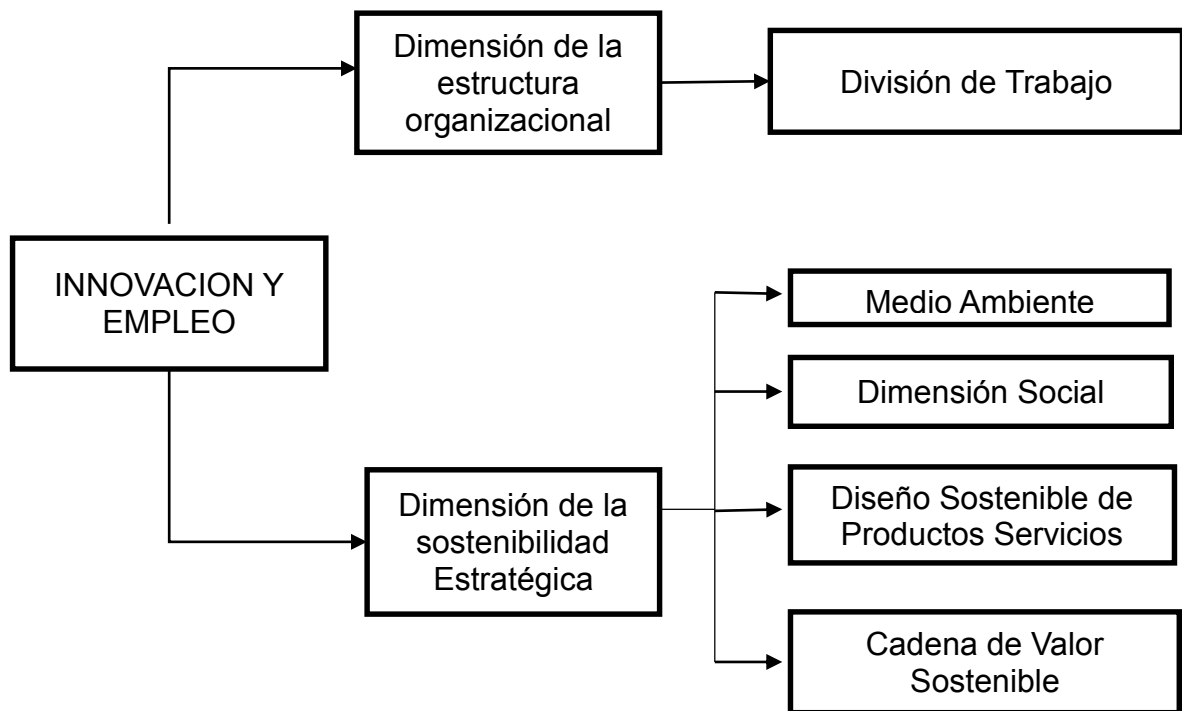 Dimensión de la
estructura
organizacional
División de Trabajo
INNOVACION Y
EMPLEO
Medio Ambiente
Dimensión Social
Dimensión de la
sostenibilidad
Estratégica
Diseño Sostenible de
Productos Servicios
Cadena de Valor
Sostenible